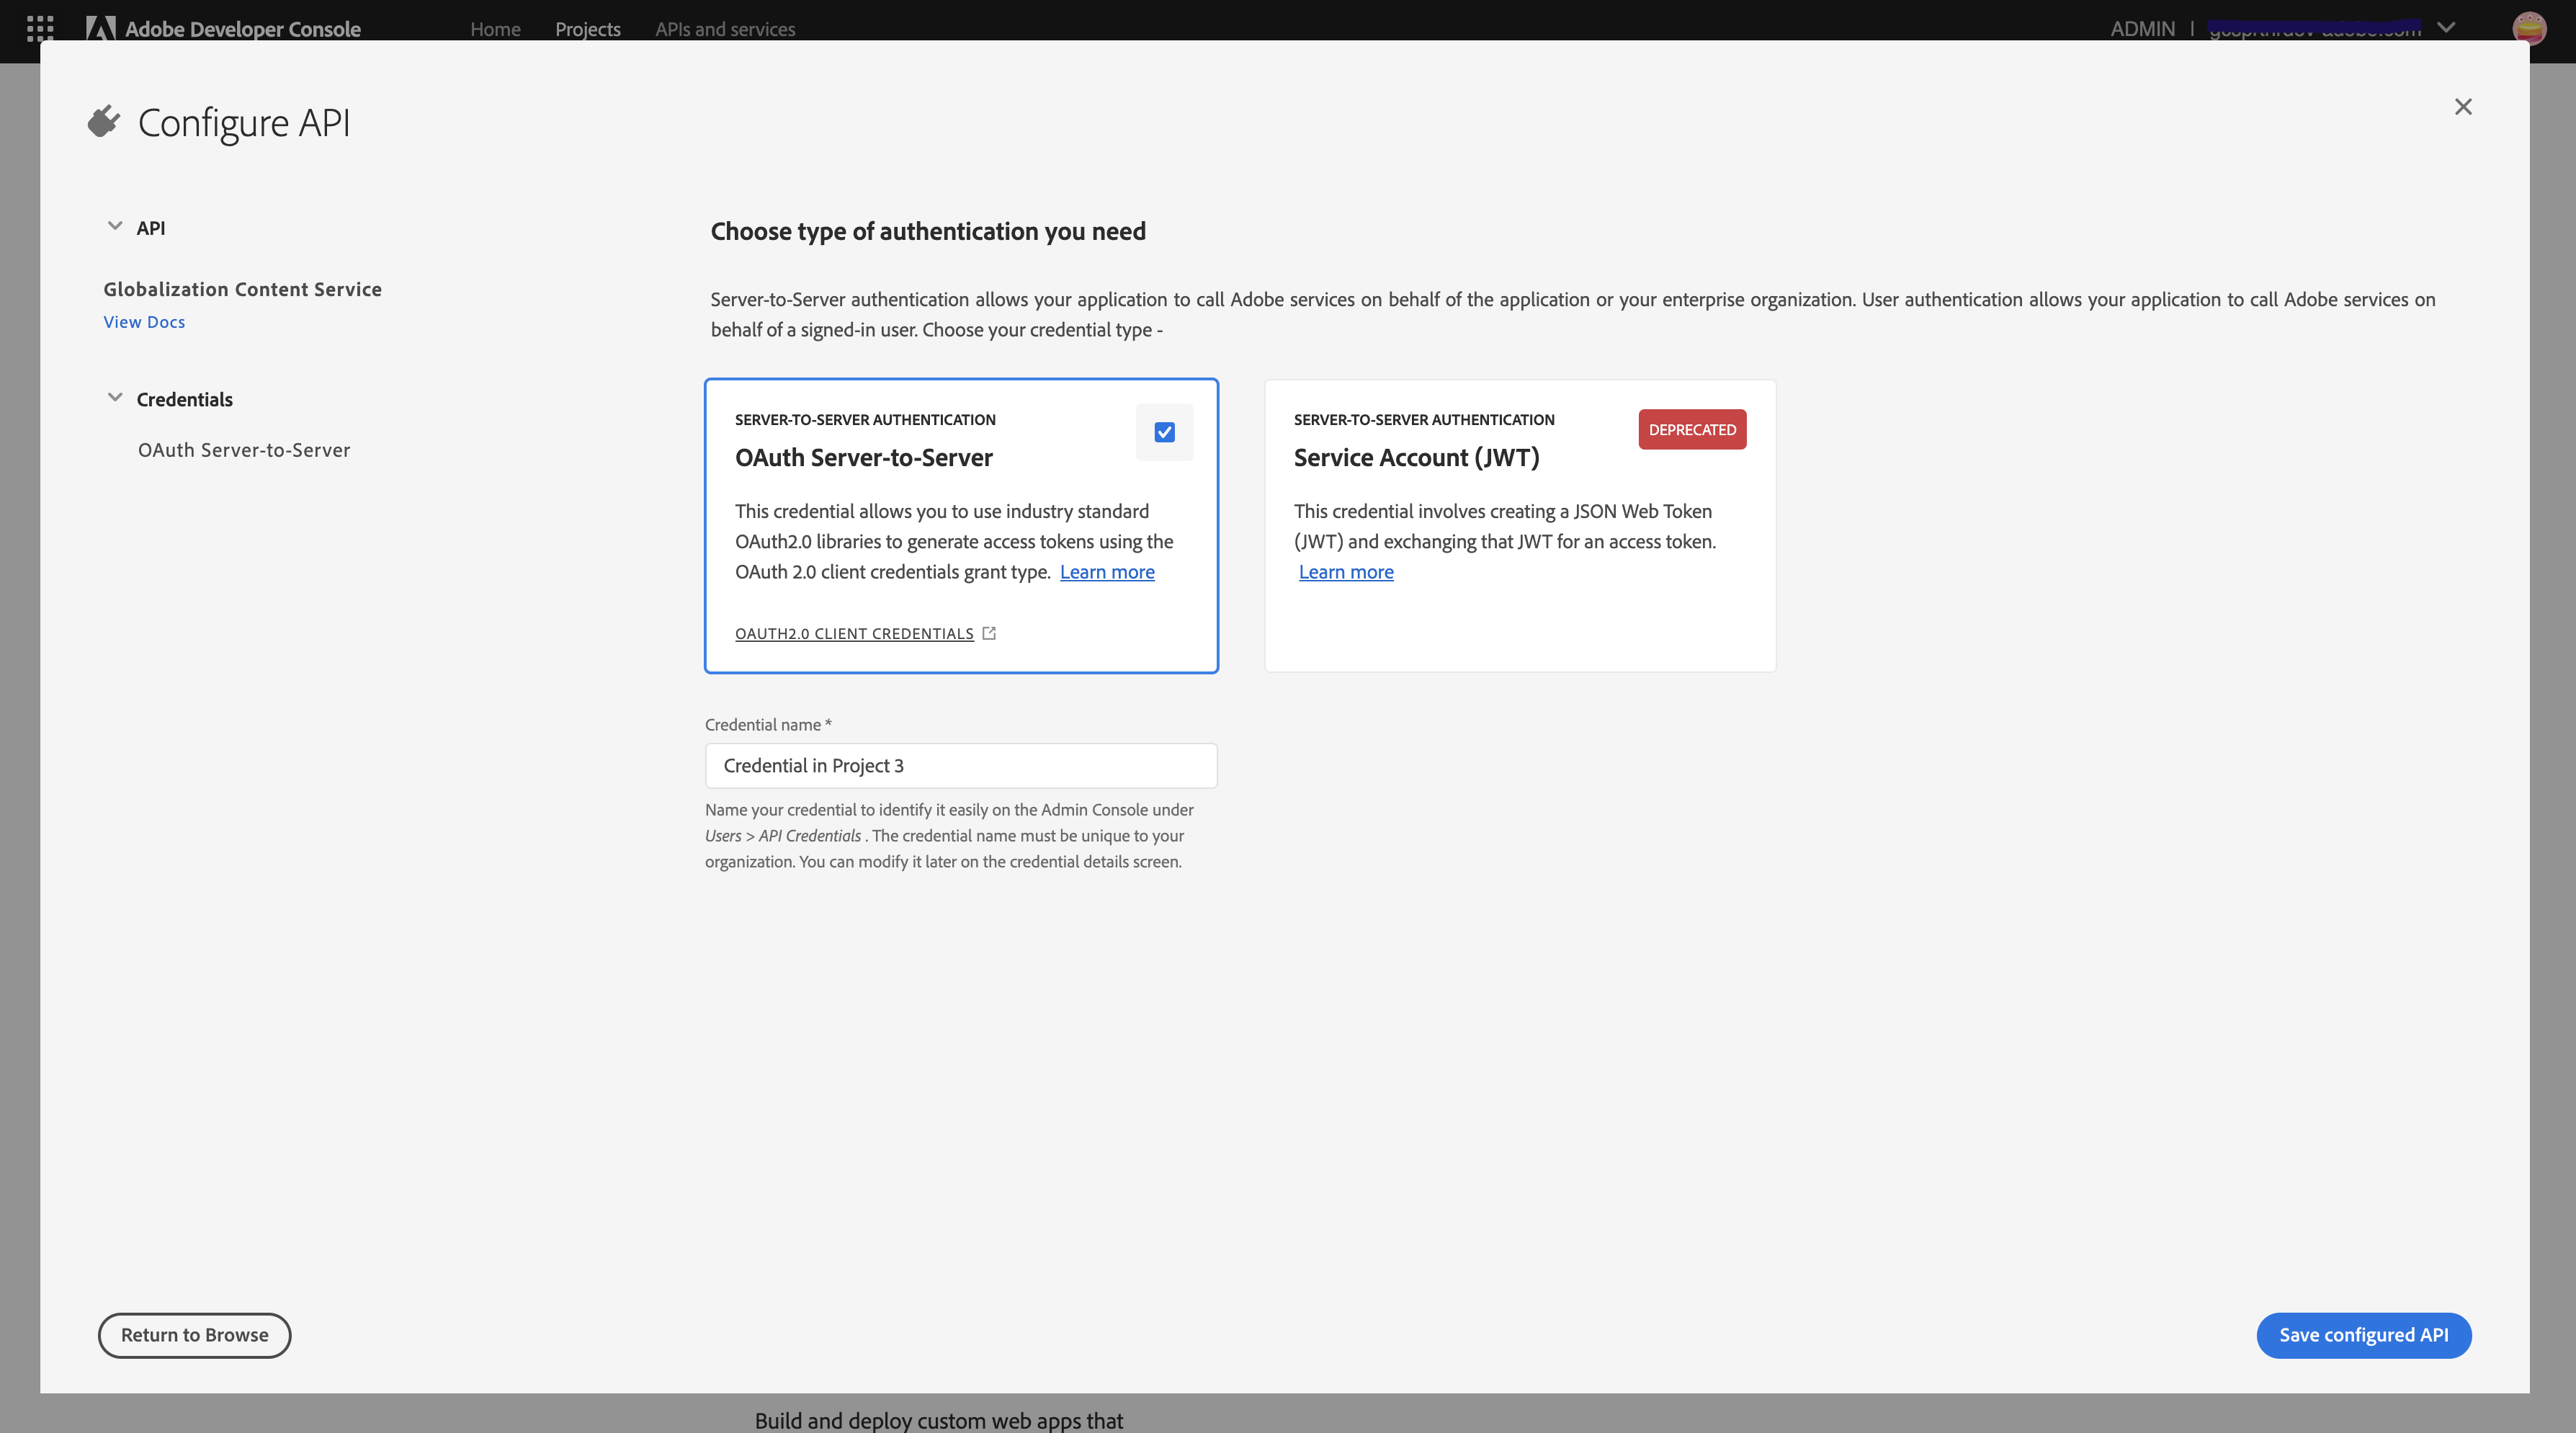 Adobe Developer Console
Home
Projects
APIs and services
ADMIN |
Configure API
API
Globalization Content Service
View Docs
Credentials
OAuth Server-to-Server
Choose type of authentication you need
Server-to-Server authentication allows your application to call Adobe services on behalf of the application or your enterprise organization. User authentication allows your application to call Adobe services on
behalf of a signed-in user. Choose your credential type -
SERVER-TO-SERVER AUTHENTICATION
OAuth Server-to-Server
This credential allows you to use industry standard
OAuth2.0 libraries to generate access tokens using the
OAuth 2.0 client credentials grant type. Learn more
OAUTH2.0 CLIENT CREDENTIALS
SERVER-TO-SERVER AUTHENTICATION
DEPRECATED
Service Account (JWT)
This credential involves creating a JSON Web Token
(JWT) and exchanging that JWT for an access token.
Learn more
Credential name *
Credential in Project 3
Name your credential to identify it easily on the Admin Console under
Users > API Credentials . The credential name must be unique to your
organization. You can modify it later on the credential details screen.
Return to Browse
Save configured API
Build and deploy custom web apps that